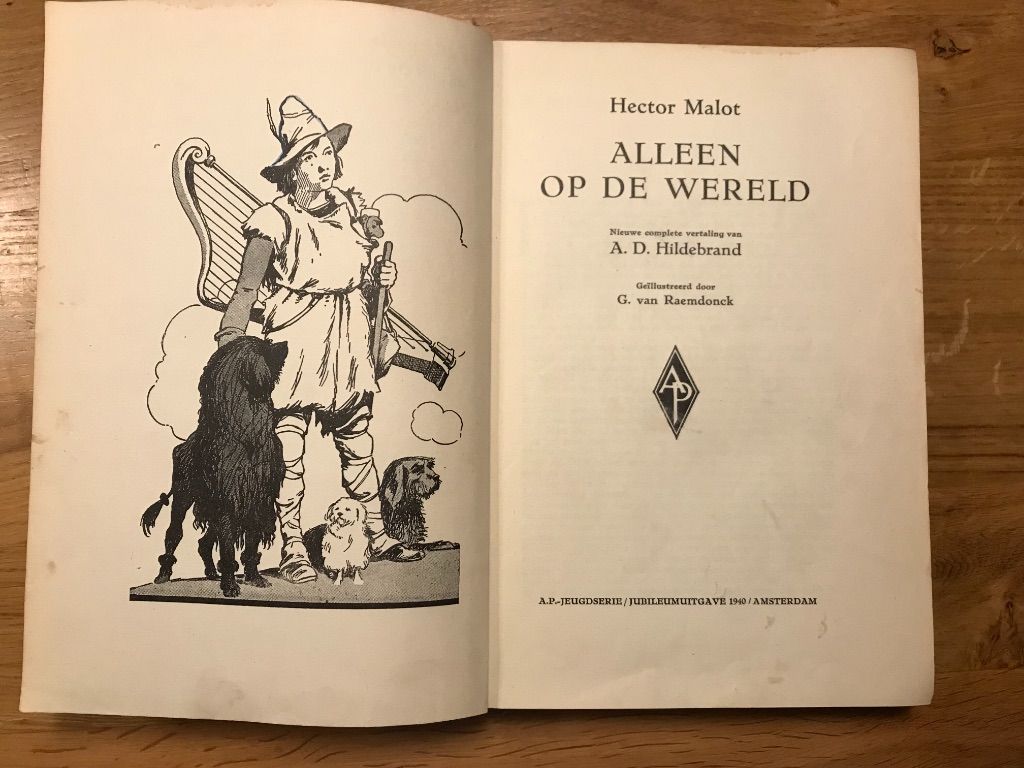 Hector Malot
ALLEEN
OP DE WERELD
Nieuwe complete vertaling van
A. D. Hildebrand
Geïllustreerd door
G. van Raemdonck
AP
A.P.-JEUGDSERIE / JUBILEUMUITGAVE 1940 / AMSTERDAM